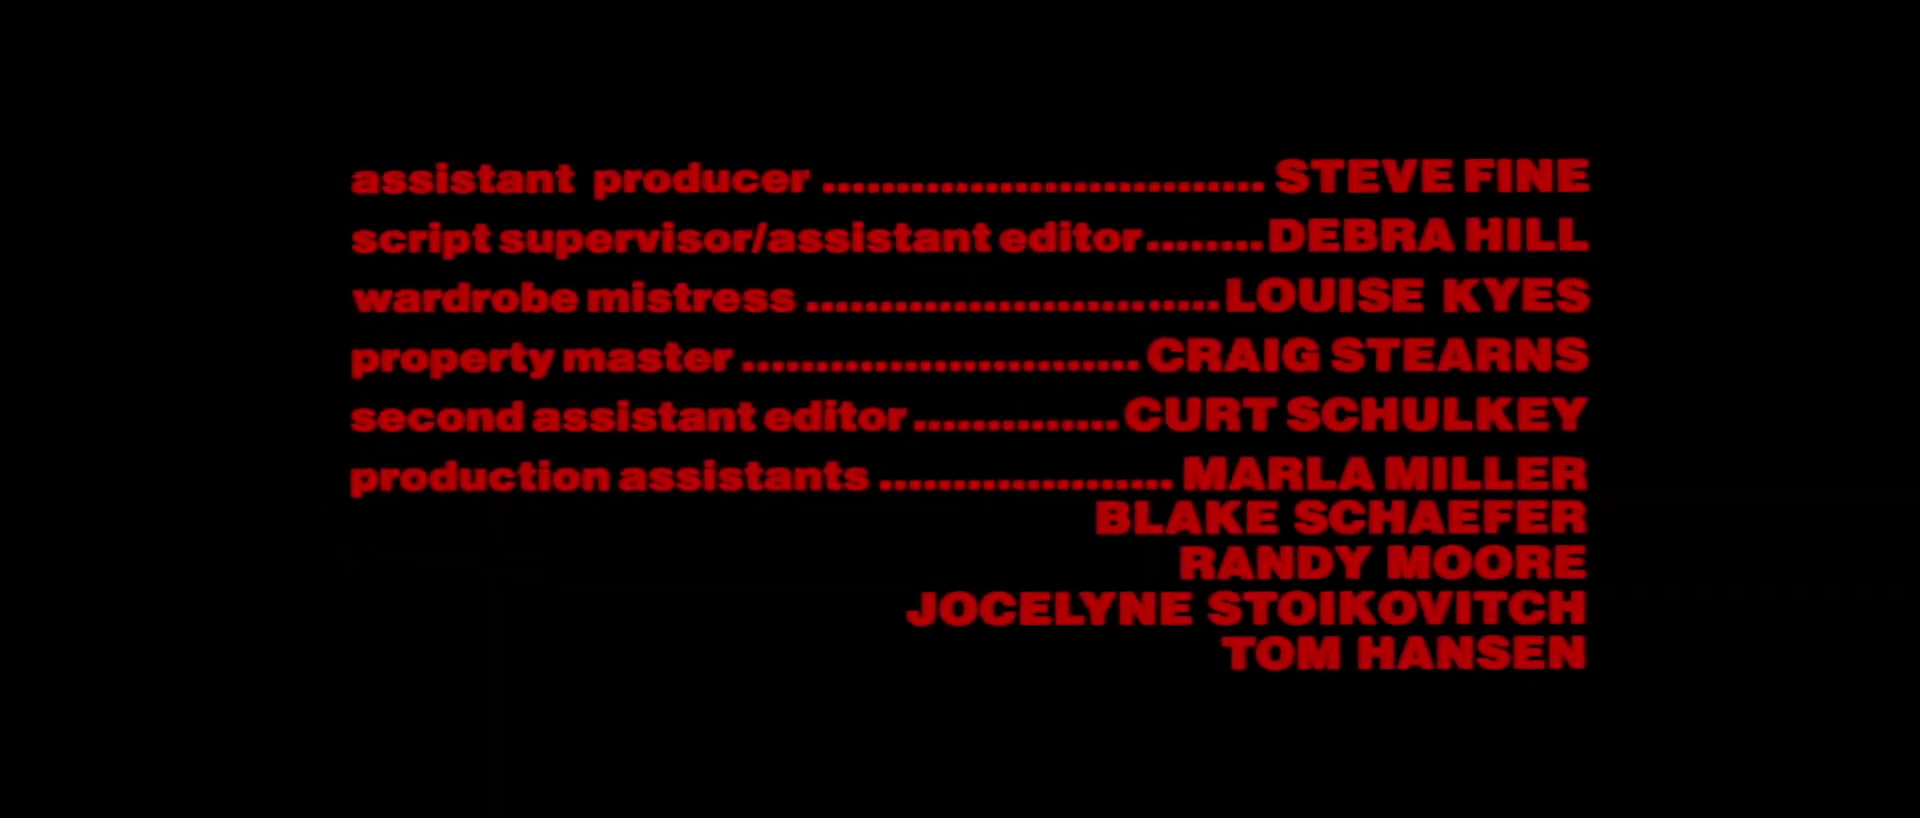 assistant producer .............................. STEVE FINE
script supervisor/assistant editor........DEBRA HILL
wardrobe mistress ............................LOUISE KYES
property master ...........................CRAIG STEARNS
second assistant editor..............CURT SCHULKEY
production assistants .................... MARLA MILLER
BLAKE SCHAEFER
RANDY MOORE
JOCELYNE STOIKOVITCH
TOM HANSEN